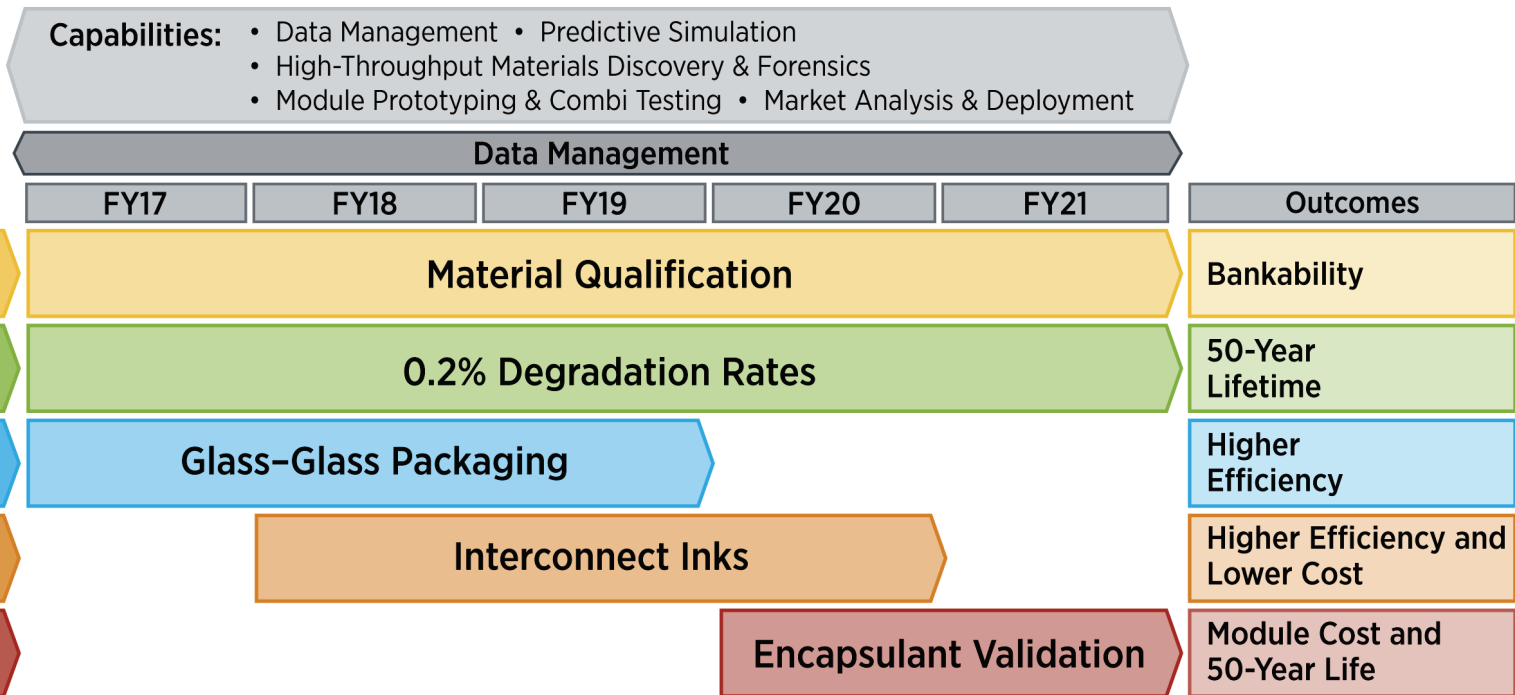 Capabilities: • Data Management • Predictive Simulation
• High-Throughput Materials Discovery & Forensics
• Module Prototyping & Combi Testing • Market Analysis & Deployment
Data Management
FY17 FY18 FY19 FY20 FY21 Outcomes
Material Qualification Bankability
0.2% Degradation Rates 50-Year
Lifetime
Glass–Glass Packaging Higher
Efficiency
Interconnect Inks Higher Efficiency and
Lower Cost
Encapsulant Validation Module Cost and
50-Year Life